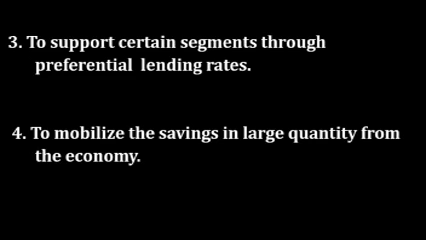 3. To support certain segments through
preferential lending rates.
4. To mobilize the savings in large quantity from
the economy.